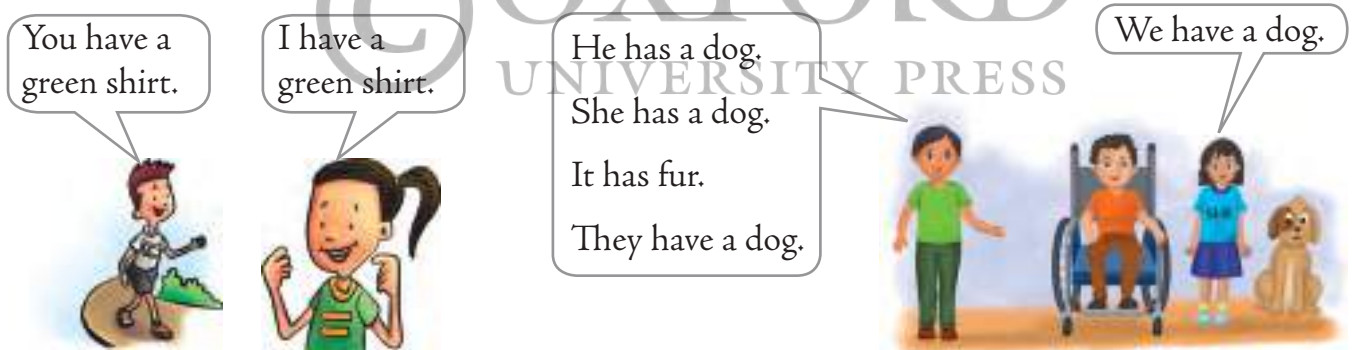 You have a
green shirt.
I have a
green shirt.
He has a dog.
She has a dog.
It has fur.
They have a dog.
We have a dog.
© OXFORD
UNIVERSITY PRESS